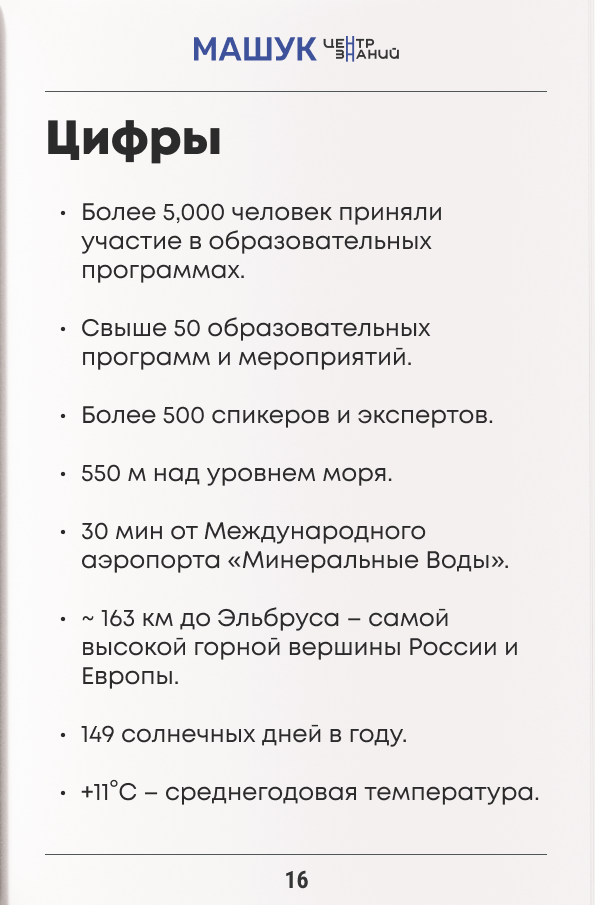 МАШУК ЦЕНТР
ЗНАНИЙ
Цифры
• Более 5,000 человек приняли
участие в образовательных
программах.
• Свыше 50 образовательных
программ и мероприятий.
• Более 500 спикеров и экспертов.
• 550 м над уровнем моря.
• 30 мин от Международного
аэропорта «Минеральные Воды».
• ~ 163 км до Эльбруса – самой
высокой горной вершины России и
Европы.
• 149 солнечных дней в году.
• +11°C – среднегодовая температура.
16